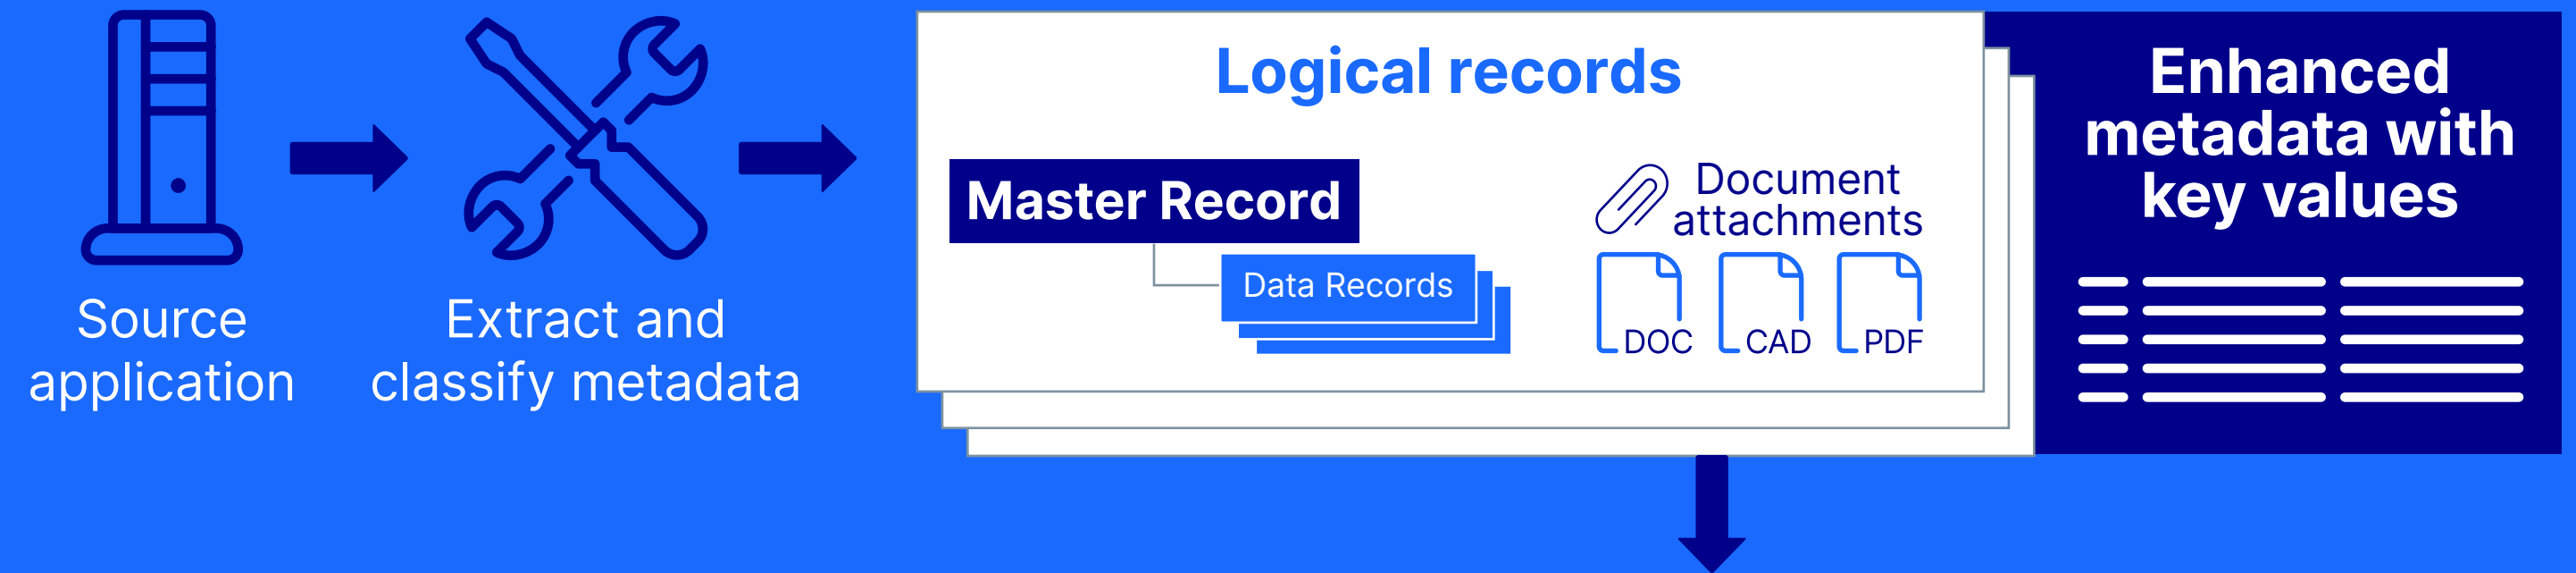 Source
application
Extract and
classify metadata
Logical records
Master Record
Data Records
Document
attachments
DOC
CAD
PDF
Enhanced
metadata with
key values